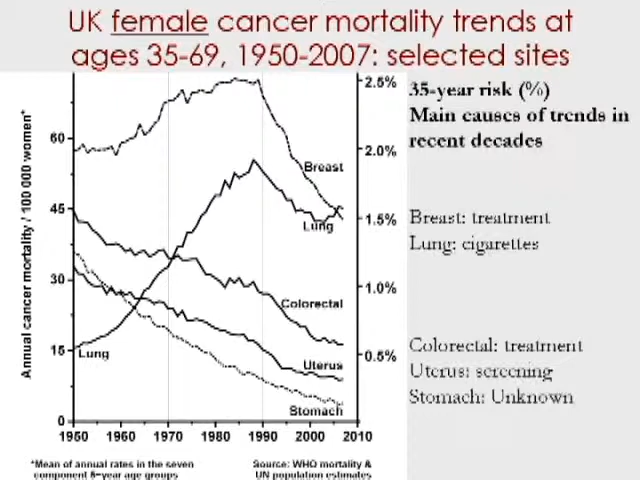 UK female cancer mortality trends at
ages 35-69, 1950-2007: selected sites
35-year risk (%)
Main causes of trends in
recent decades
Breast: treatment
Lung: cigarettes
Colorectal: treatment
Uterus: screening
Stomach: Unknown
Annual cancer mortality / 100 000 women*
60
45
30
15
0
2.5%
2.0%
1.5%
1.0%
0.5%
Breast
Lung
Colorectal
Lung
Uterus
Stomach
1950 1960 1970 1980 1990 2000 2010
*Mean of annual rates in the seven
component 5-year age groups
Source: WHO mortality &
UN population estimates